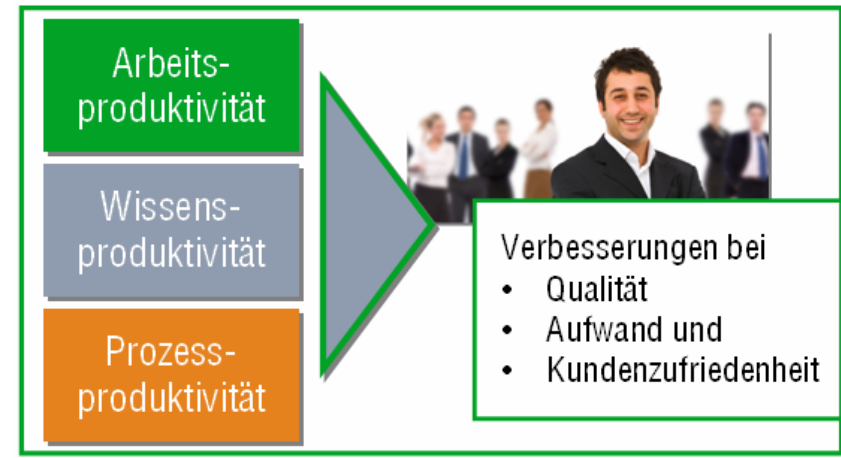 Arbeits-
produktivität
Wissens-
produktivität
Prozess-
produktivität
Verbesserungen bei
• Qualität
• Aufwand und
• Kundenzufriedenheit